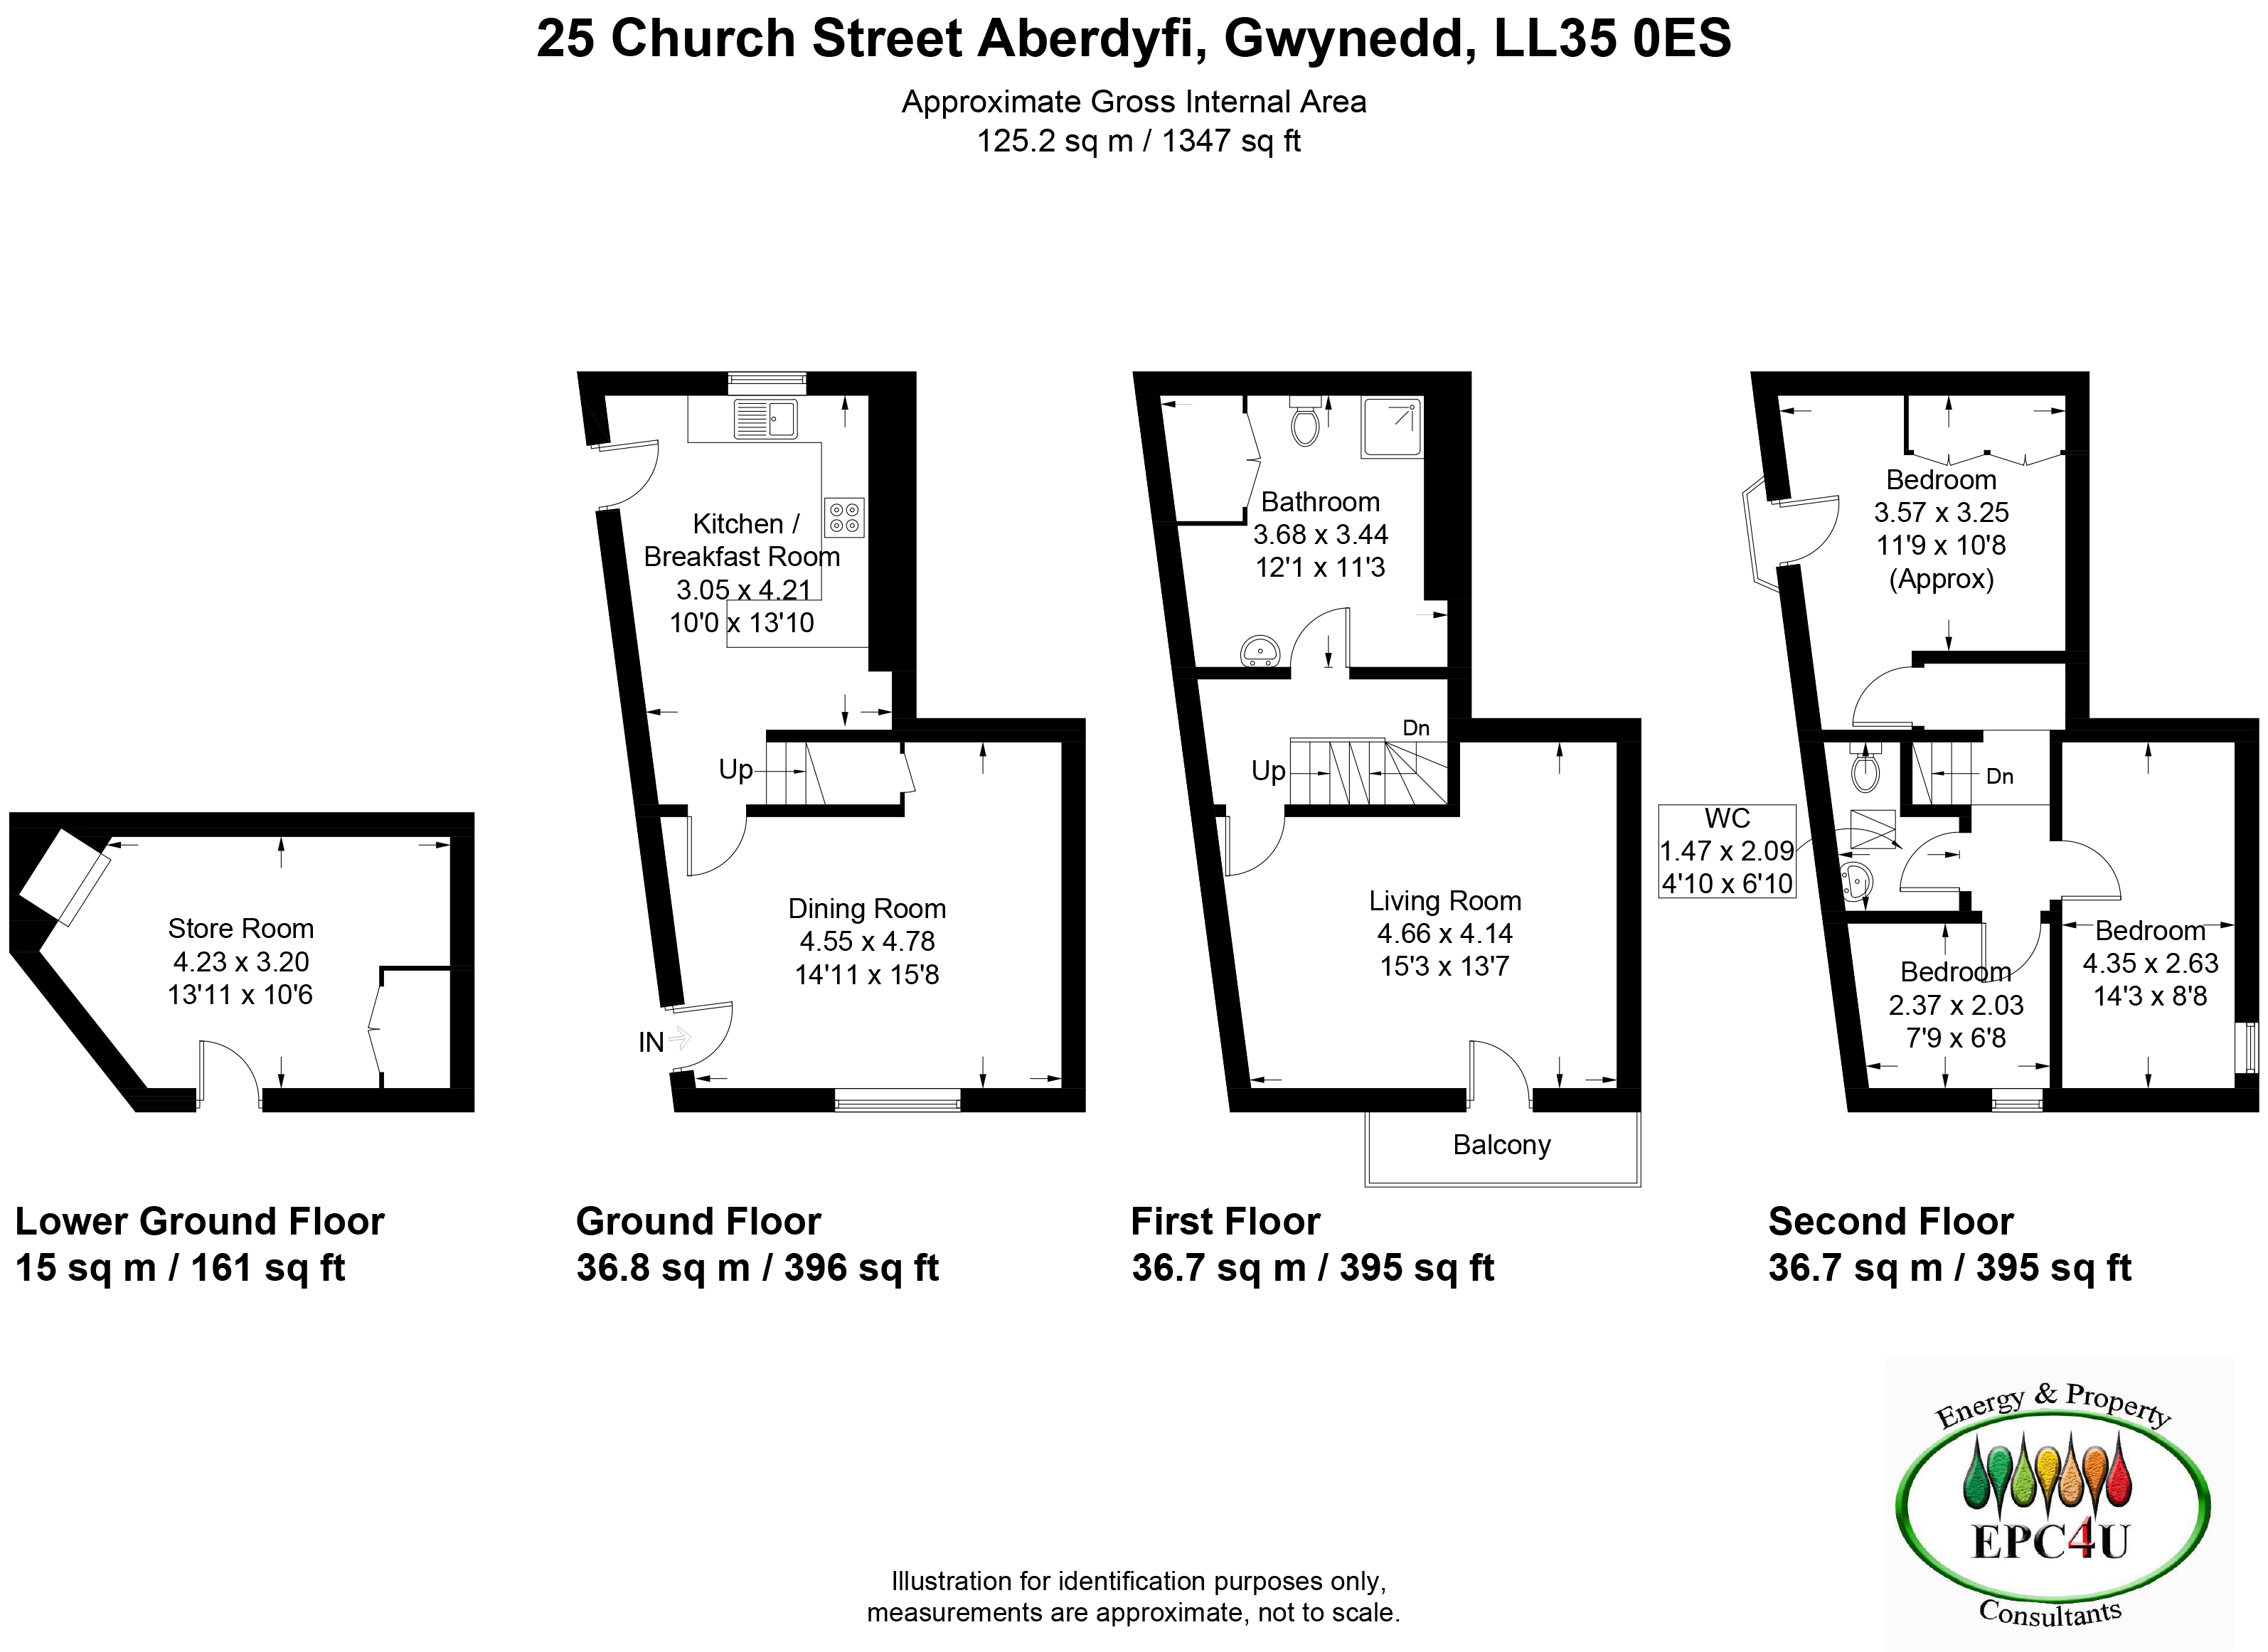 25 Church Street Aberdyfi, Gwynedd, LL35 0ES
Approximate Gross Internal Area
125.2 sq m / 1347 sq ft
Store Room
4.23 x 3.20
13'11 x 10'6
Lower Ground Floor
15 sq m / 161 sq ft
Kitchen /
Breakfast Room
3.05 x 4.21
10'0 x 13'10
Up
Dining Room
4.55 x 4.78
14'11 x 15'8
IN
Ground Floor
36.8 sq m / 396 sq ft
Bathroom
3.68 x 3.44
12'1 x 11'3
Dn
Up
Living Room
4.66 x 4.14
15'3 x 13'7
Balcony
First Floor
36.7 sq m / 395 sq ft
Bedroom
3.57 x 3.25
11'9 x 10'8
(Approx)
Dn
WC
1.47 x 2.09
4'10 x 6'10
Bedroom
4.35 x 2.63
14'3 x 8'8
Bedroom
2.37 x 2.03
7'9 x 6'8
Second Floor
36.7 sq m / 395 sq ft
Energy & Property
EPC4U
Consultants
Illustration for identification purposes only,
measurements are approximate, not to scale.